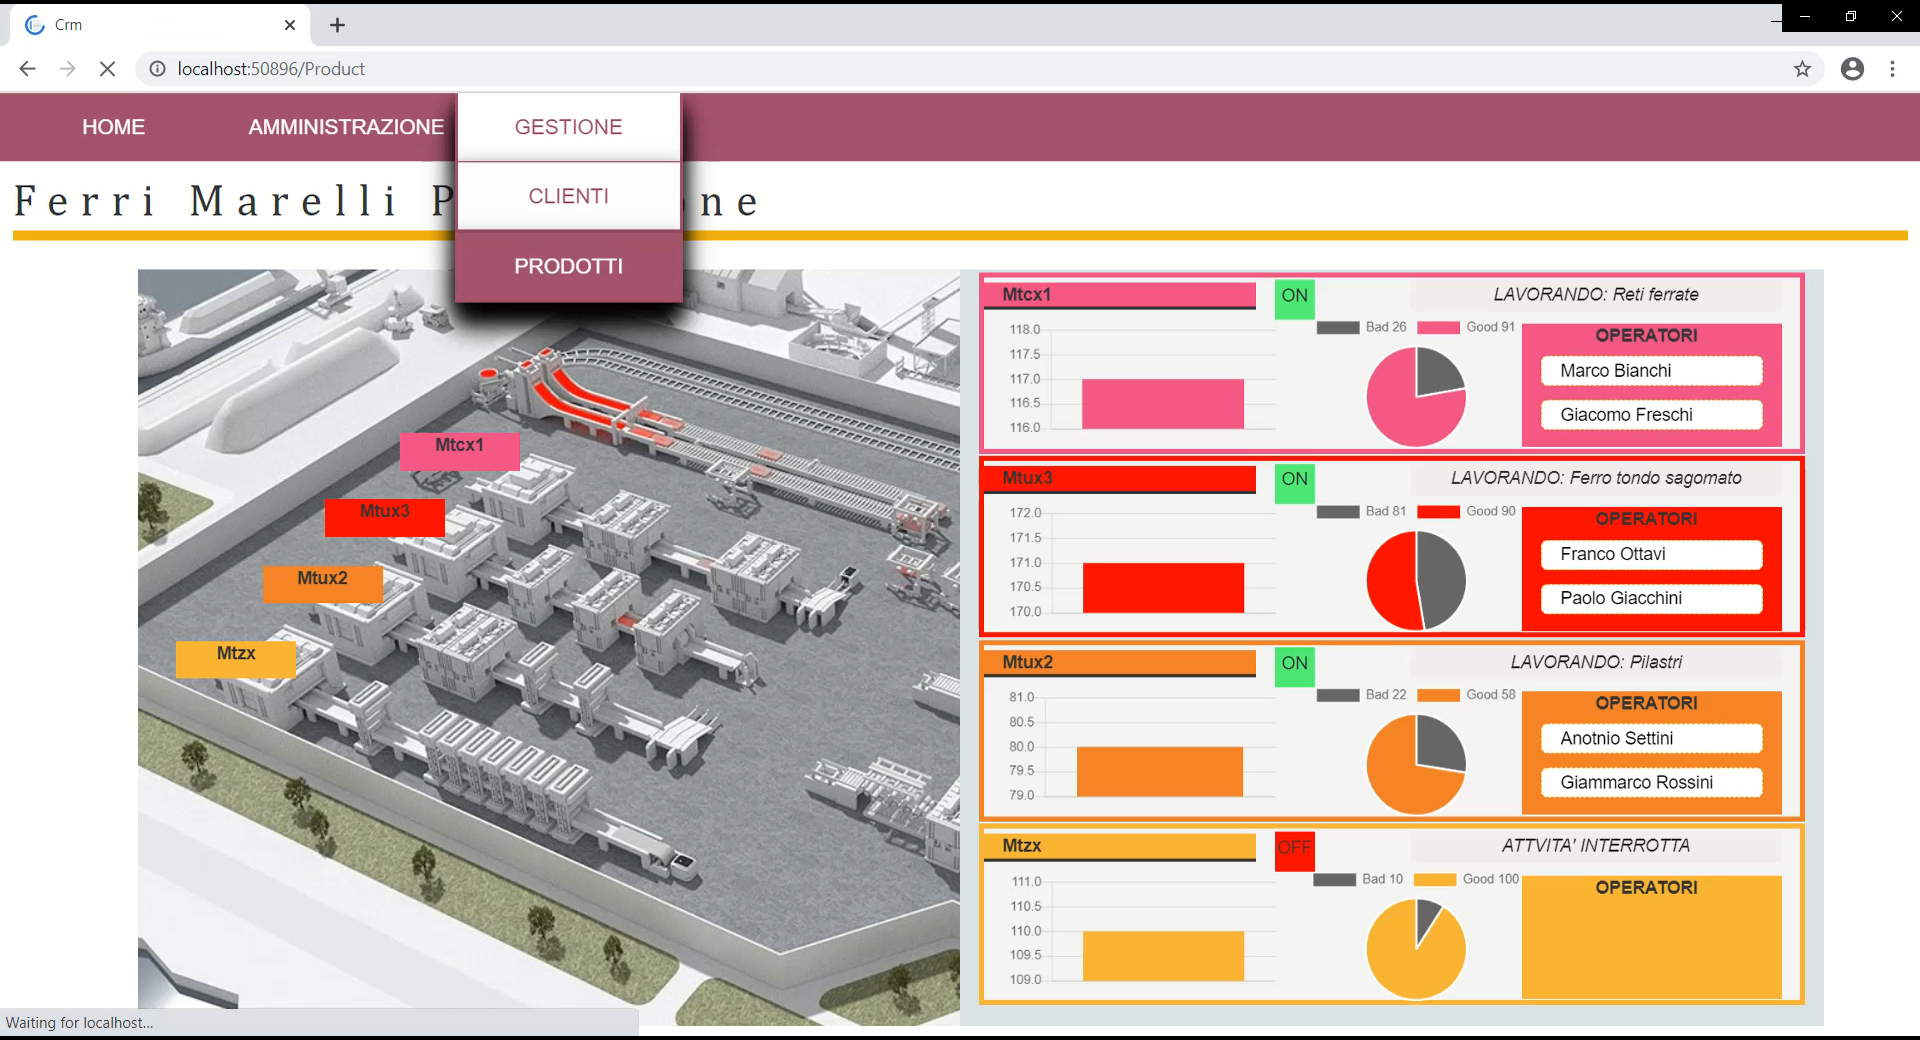 Crm
localhost:50896/Product
HOME AMMINISTRAZIONE GESTIONE
CLIENTI
PRODOTTI
Ferri Marelli P ne
Mtcx1
Mtux3
Mtux2
Mtzx
Mtcx1 ON LAVORANDO: Reti ferrate
Bad 26 Good 91
118.0
117.5
117.0
116.5
116.0
OPERATORI
Marco Bianchi
Giacomo Freschi
Mtux3 ON LAVORANDO: Ferro tondo sagomato
Bad 81 Good 90
172.0
171.5
171.0
170.5
170.0
OPERATORI
Franco Ottavi
Paolo Giacchini
Mtux2 ON LAVORANDO: Pilastri
Bad 22 Good 58
81.0
80.5
80.0
79.5
79.0
OPERATORI
Anotnio Settini
Giammarco Rossini
Mtzx OFF ATTVITA' INTERROTTA
Bad 10 Good 100
111.0
110.5
110.0
109.5
109.0
OPERATORI
Waiting for localhost...